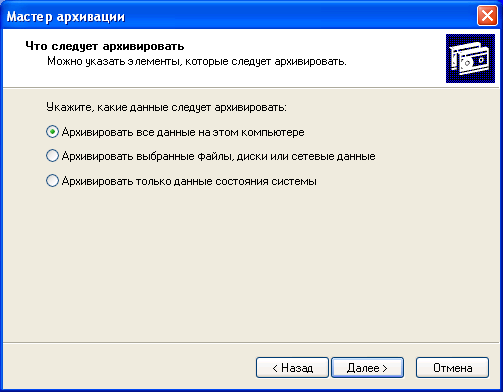 Мастер архивации
Что следует архивировать
Можно указать элементы, которые следует архивировать.
Укажите, какие данные следует архивировать:
Архивировать все данные на этом компьютере
Архивировать выбранные файлы, диски или сетевые данные
Архивировать только данные состояния системы
< Назад
Далее >
Отмена